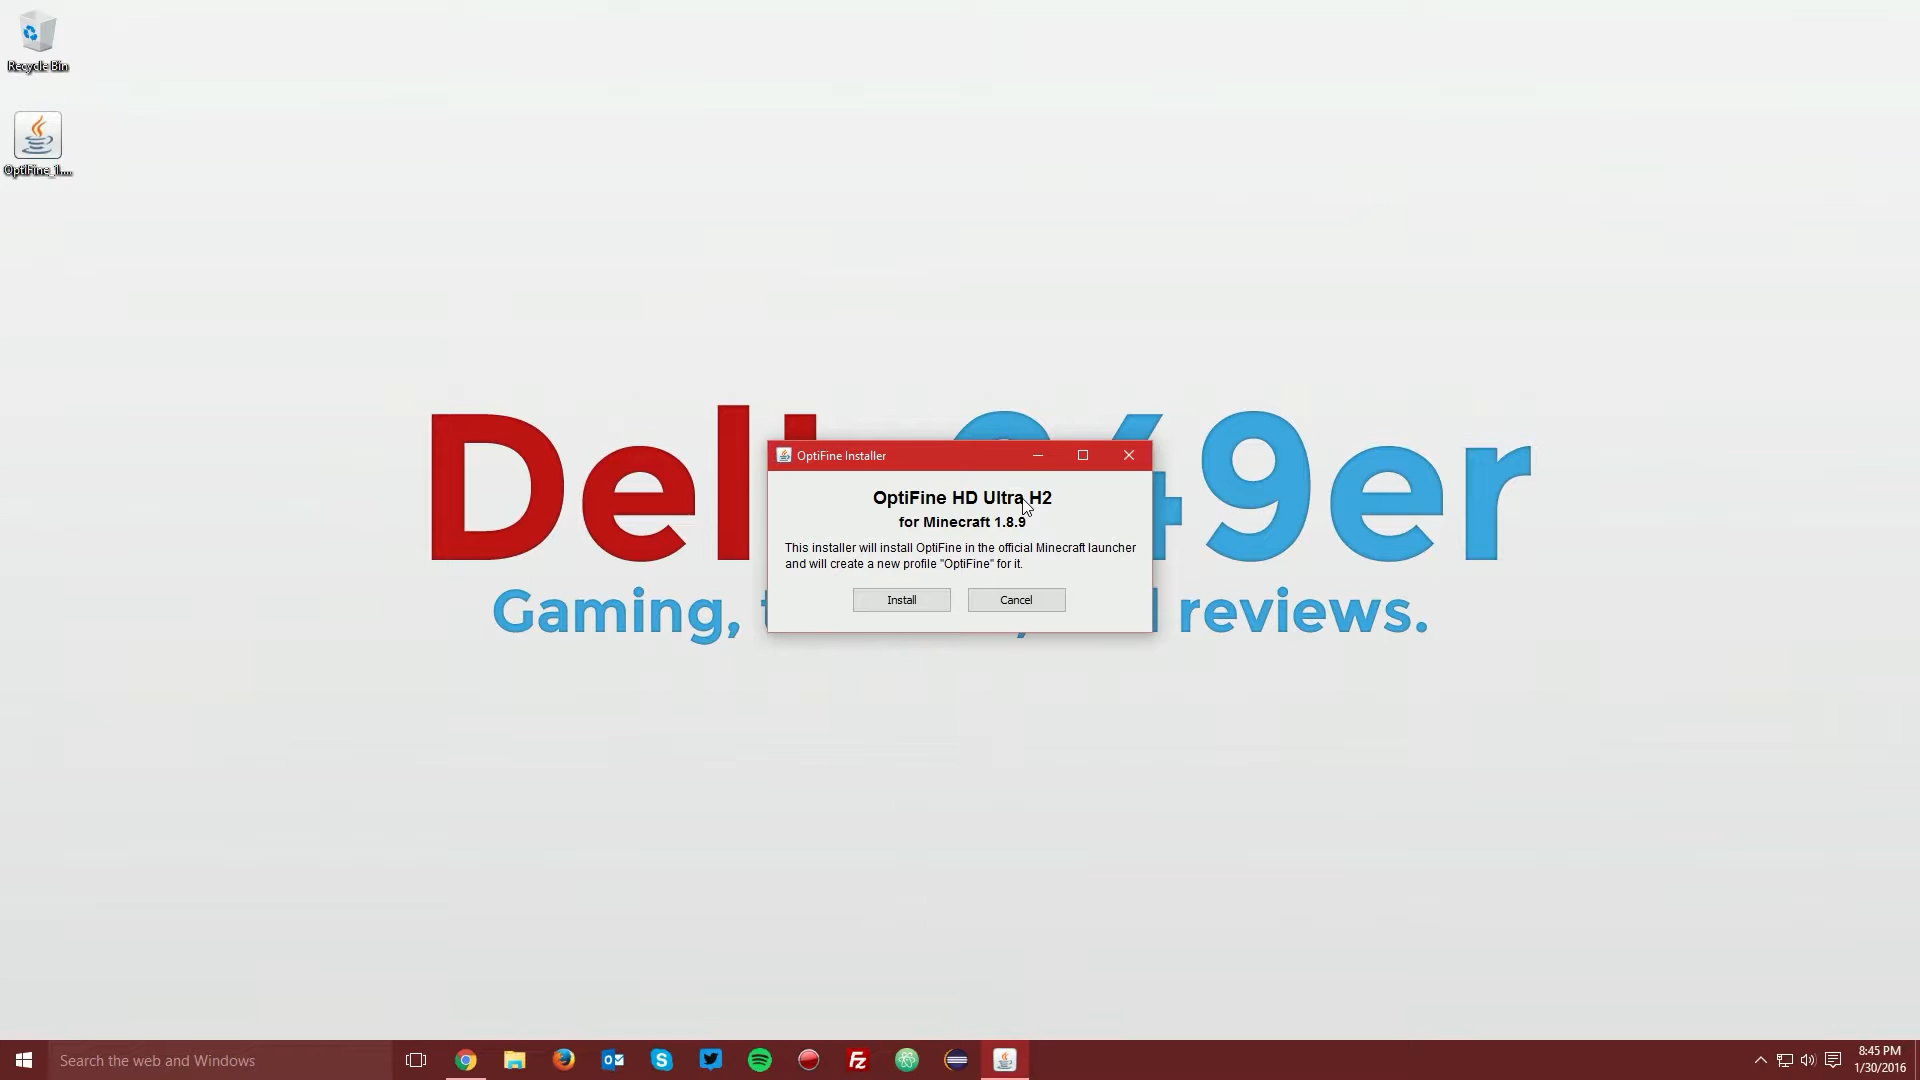 Recycle Bin
OptiFine_1....
Del 49er
Gaming, reviews.
OptiFine Installer
OptiFine HD Ultra H2
for Minecraft 1.8.9
This installer will install OptiFine in the official Minecraft launcher
and will create a new profile "OptiFine" for it.
Install Cancel
Search the web and Windows
8:45 PM
1/30/2016